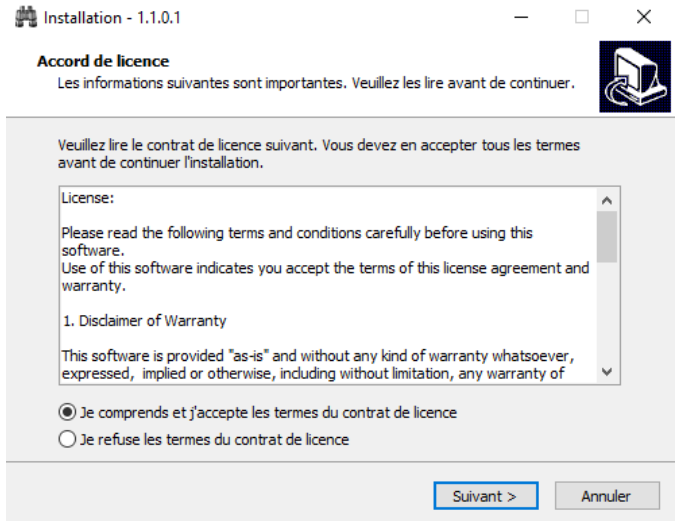 Installation - 1.1.0.1
Accord de licence
Les informations suivantes sont importantes. Veuillez les lire avant de continuer.
Veuillez lire le contrat de licence suivant. Vous devez en accepter tous les termes
avant de continuer l'installation.
License:
Please read the following terms and conditions carefully before using this
software.
Use of this software indicates you accept the terms of this license agreement and
warranty.
1. Disclaimer of Warranty
This software is provided "as-is" and without any kind of warranty whatsoever,
expressed, implied or otherwise, including without limitation, any warranty of
Je comprends et j'accepte les termes du contrat de licence
Je refuse les termes du contrat de licence
Suivant >
Annuler